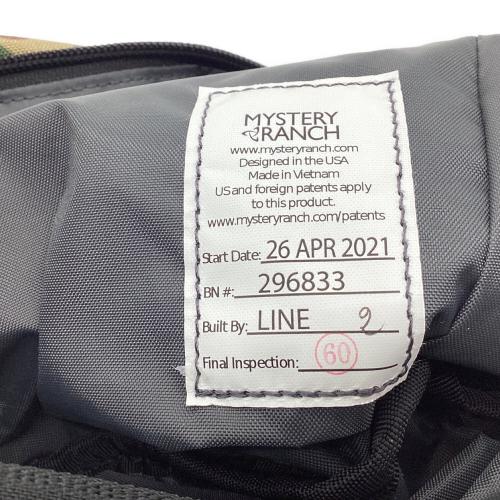 MYSTERY
RANCH
www.mysteryranch.com
Designed in the USA
Made in Vietnam
US and foreign patents apply
to this product.
www.mysteryranch.com/patents
Start Date: 26 APR 2021
BN #: 296833
Built By: LINE 2
Final Inspection: 60